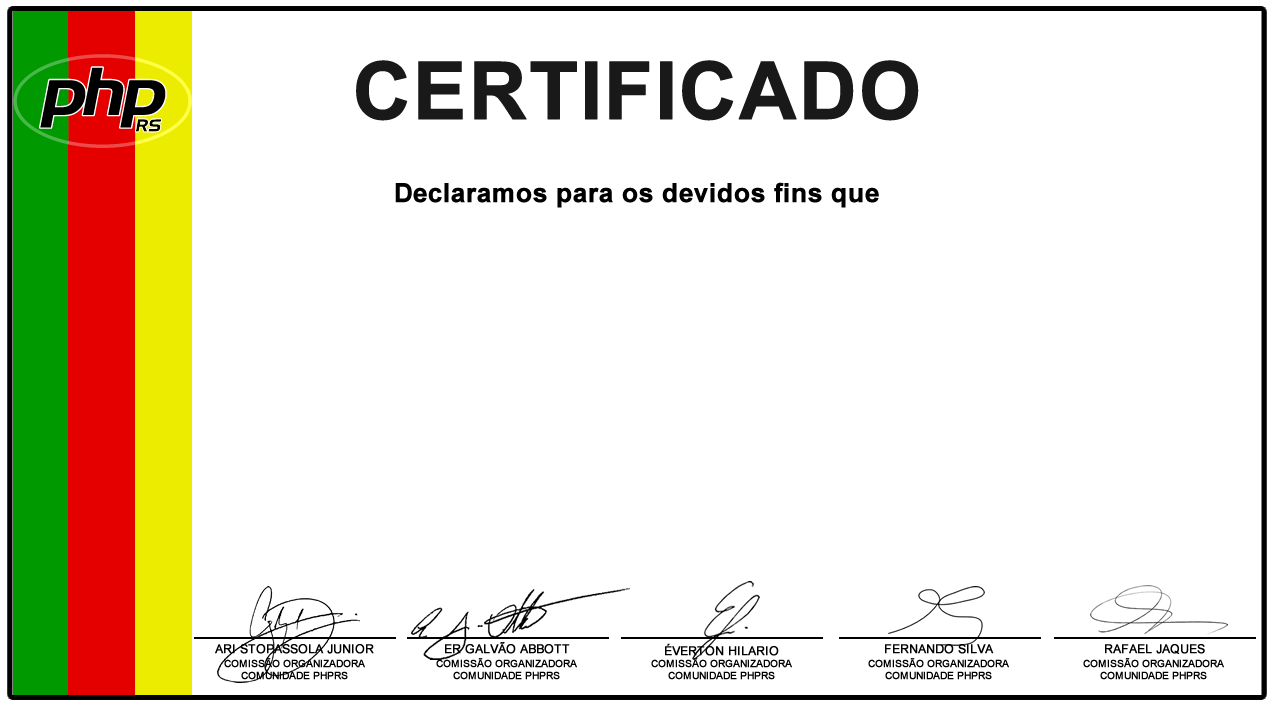 php
RS
CERTIFICADO
Declaramos para os devidos fins que
ARI STOPASSOLA JUNIOR
COMISSÃO ORGANIZADORA
COMUNIDADE PHPRS
ER GALVÃO ABBOTT
COMISSÃO ORGANIZADORA
COMUNIDADE PHPRS
ÉVERTON HILARIO
COMISSÃO ORGANIZADORA
COMUNIDADE PHPRS
FERNANDO SILVA
COMISSÃO ORGANIZADORA
COMUNIDADE PHPRS
RAFAEL JAQUES
COMISSÃO ORGANIZADORA
COMUNIDADE PHPRS